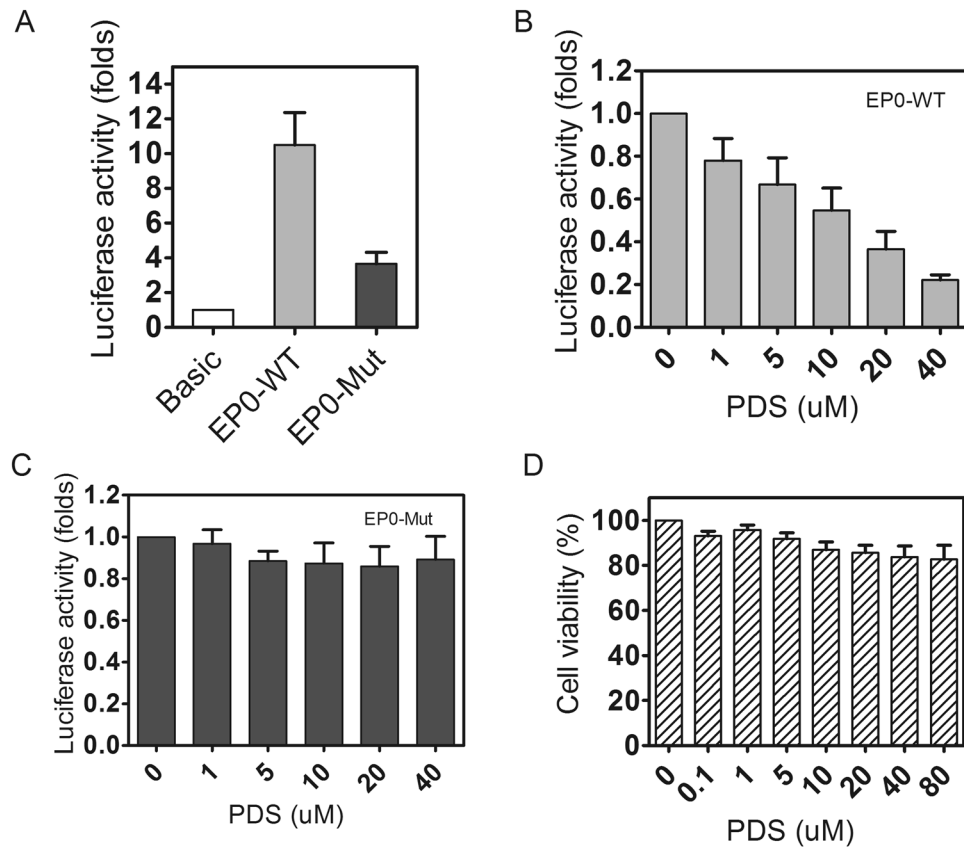 A
Luciferase activity (folds)
14
12
10
8
6
4
2
0
Basic
EP0-WT
EP0-Mut
B
Luciferase activity (folds)
1.2
1.0
0.8
0.6
0.4
0.2
0.0
EP0-WT
0 1 5 10 20 40
PDS (uM)
C
Luciferase activity (folds)
1.2
1.0
0.8
0.6
0.4
0.2
0.0
EP0-Mut
0 1 5 10 20 40
PDS (uM)
D
Cell viability (%)
100
80
60
40
20
0
0 0.1 1 5 10 20 40 80
PDS (uM)